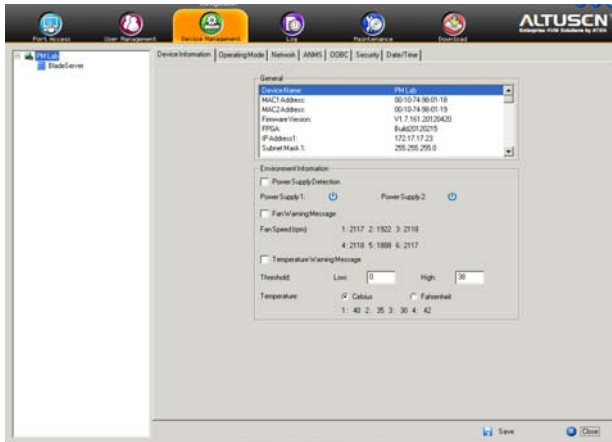 Port Access
User Management
Device Management
Log
Maintenance
Download
ALTUSCN
Enterprise KVM Solutions by ATEN
PM Lab
BladeServer
Device Information
Operating Mode
Network
ANMS
OOBC
Security
Date/Time
General
Device Name: PM Lab
MAC1 Address: 00-10-74-98-01-18
MAC2 Address: 00-10-74-98-01-19
Firmware Version: V1.7.161.20120420
FPGA: Build20120215
IP Address1: 172.17.17.23
Subnet Mask 1: 255.255.255.0
Environment Information
Power Supply Detection
Power Supply 1: Power Supply 2
Fan Warning Message
Fan Speed(rpm) 1: 2117 2: 1922 3: 2118
4: 2118 5: 1888 6: 2117
Temperature Warning Message
Threshold: Low: 0 High: 38
Temperature: Celsius Fahrenheit
1: 40 2: 35 3: 30 4: 42
Save
Close